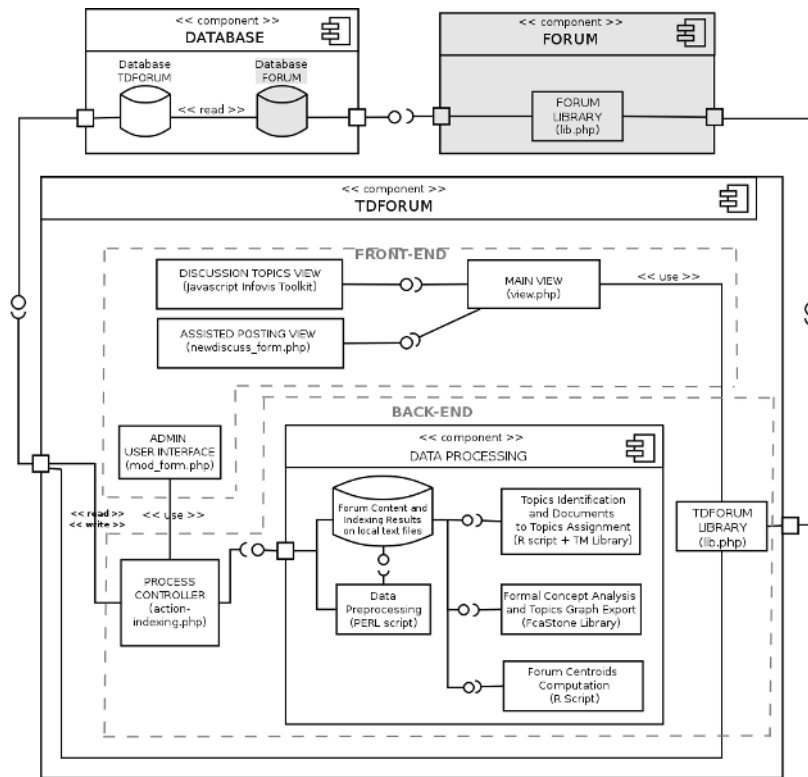 << component >>
DATABASE
Database
TDFORUM
<< read >>
Database
FORUM
<< component >>
FORUM
FORUM
LIBRARY
(lib.php)
<< component >>
TDFORUM
FRONT-END
DISCUSSION TOPICS VIEW
(Javascript Infovis Toolkit)
MAIN VIEW
(view.php)
<< use >>
ASSISTED POSTING VIEW
(newdiscuss_form.php)
BACK-END
ADMIN
USER INTERFACE
(mod_form.php)
<< read >>
<< write >>
<< use >>
PROCESS
CONTROLLER
(action-
indexing.php)
<< component >>
DATA PROCESSING
Forum Content and
Indexing Results
on local text files
Data
Preprocessing
(PERL script)
Topics Identification
and Documents
to Topics Assignment
(R script + TM Library)
Formal Concept Analysis
and Topics Graph Export
(FcaStone Library)
Forum Centroids
Computation
(R Script)
TDFORUM
LIBRARY
(lib.php)